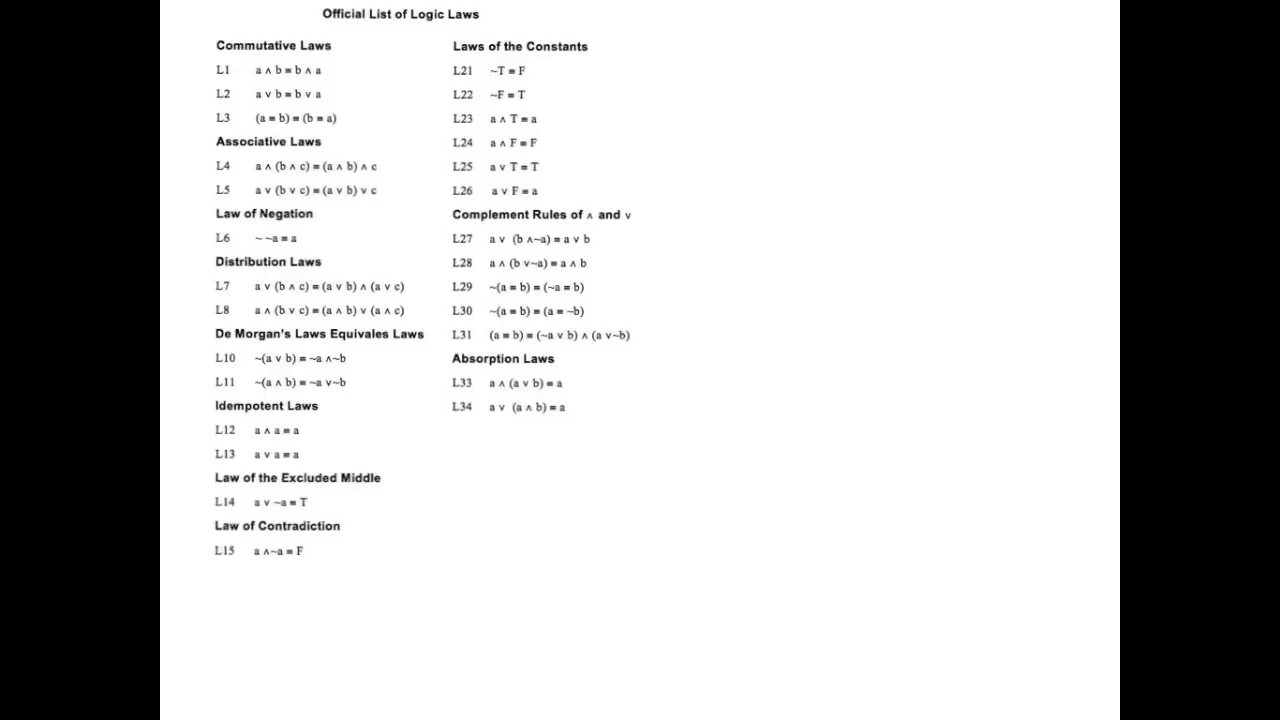 Official List of Logic Laws
Commutative Laws
L1 a ∧ b ≡ b ∧ a
L2 a ∨ b ≡ b ∨ a
L3 (a ≡ b) ≡ (b ≡ a)
Associative Laws
L4 a ∧ (b ∧ c) ≡ (a ∧ b) ∧ c
L5 a ∨ (b ∨ c) ≡ (a ∨ b) ∨ c
Law of Negation
L6 ~ ~a ≡ a
Distribution Laws
L7 a ∨ (b ∧ c) ≡ (a ∨ b) ∧ (a ∨ c)
L8 a ∧ (b ∨ c) ≡ (a ∧ b) ∨ (a ∧ c)
De Morgan's Laws Equivales Laws
L10 ~(a ∨ b) ≡ ~a ∧~b
L11 ~(a ∧ b) ≡ ~a ∨~b
Idempotent Laws
L12 a ∧ a ≡ a
L13 a ∨ a ≡ a
Law of the Excluded Middle
L14 a ∨ ~a ≡ T
Law of Contradiction
L15 a ∧~a ≡ F
Laws of the Constants
L21 ~T ≡ F
L22 ~F ≡ T
L23 a ∧ T ≡ a
L24 a ∧ F ≡ F
L25 a ∨ T ≡ T
L26 a ∨ F ≡ a
Complement Rules of ∧ and ∨
L27 a ∨ (b ∧~a) ≡ a ∨ b
L28 a ∧ (b ∨~a) ≡ a ∧ b
L29 ~(a ≡ b) ≡ (~a ≡ b)
L30 ~(a ≡ b) ≡ (a ≡ ~b)
L31 (a ≡ b) ≡ (~a ∨ b) ∧ (a ∨~b)
Absorption Laws
L33 a ∧ (a ∨ b) ≡ a
L34 a ∨ (a ∧ b) ≡ a